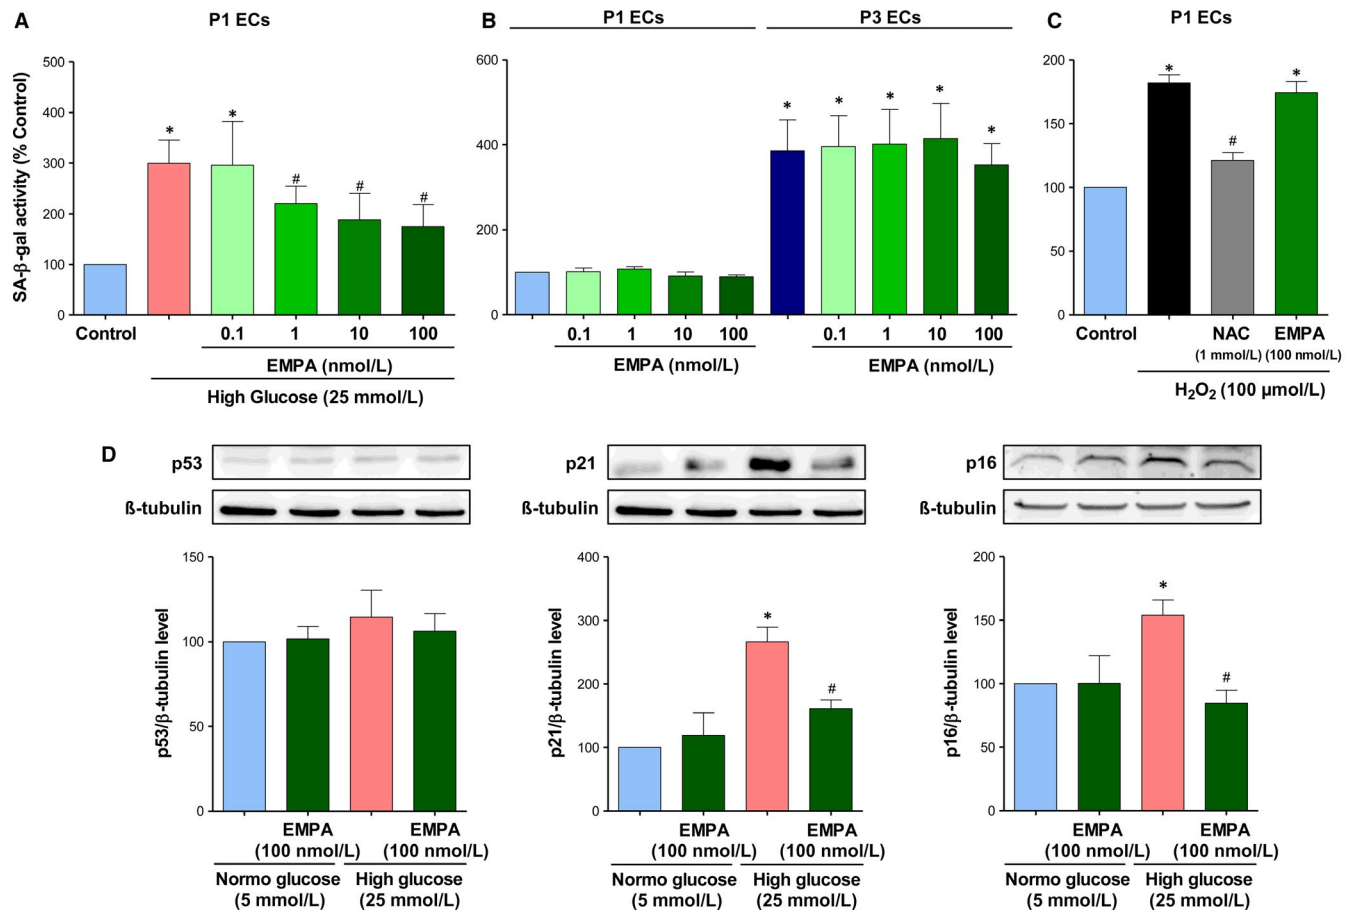 A
P1 ECs
SA-β-gal activity (% Control)
500
400
300
200
100
0
*
*
#
#
#
Control
0.1
1
10
100
EMPA (nmol/L)
High Glucose (25 mmol/L)
B
P1 ECs
P3 ECs
600
400
200
0
*
*
*
*
*
0.1
1
10
100
0.1
1
10
100
EMPA (nmol/L)
EMPA (nmol/L)
C
P1 ECs
200
150
100
50
0
*
#
*
Control
NAC
(1 mmol/L)
EMPA
(100 nmol/L)
H₂O₂ (100 µmol/L)
D
p53
ß-tubulin
p53/β-tubulin level
150
100
50
0
EMPA
(100 nmol/L)
EMPA
(100 nmol/L)
Normo glucose
(5 mmol/L)
High glucose
(25 mmol/L)
p21
ß-tubulin
p21/β-tubulin level
400
300
200
100
0
*
#
EMPA
(100 nmol/L)
EMPA
(100 nmol/L)
Normo glucose
(5 mmol/L)
High glucose
(25 mmol/L)
p16
ß-tubulin
p16/β-tubulin level
200
150
100
50
0
*
#
EMPA
(100 nmol/L)
EMPA
(100 nmol/L)
Normo glucose
(5 mmol/L)
High glucose
(25 mmol/L)